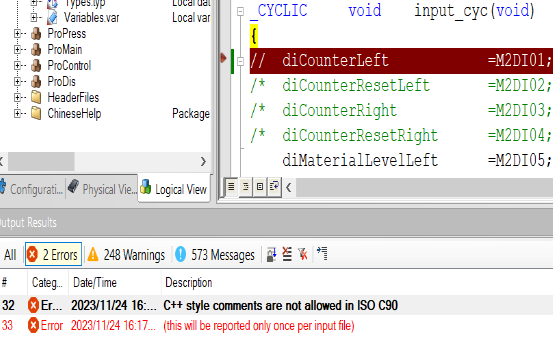 Types.typ
Local dat
Variables.var
Local var
ProPress
ProMain
ProControl
ProDis
HeaderFiles
ChineseHelp
Package
_CYCLIC void input_cyc(void)
{
// diCounterLeft =M2DI01;
/* diCounterResetLeft =M2DI02;
/* diCounterRight =M2DI03;
/* diCounterResetRight =M2DI04;
diMaterialLevelLeft =M2DI05;
Configurati...
Physical Vie...
Logical View
Output Results
All
2 Errors
248 Warnings
573 Messages
# Categ... Date/Time Description
32 Er... 2023/11/24 16:... C++ style comments are not allowed in ISO C90
33 Error 2023/11/24 16:17... (this will be reported only once per input file)